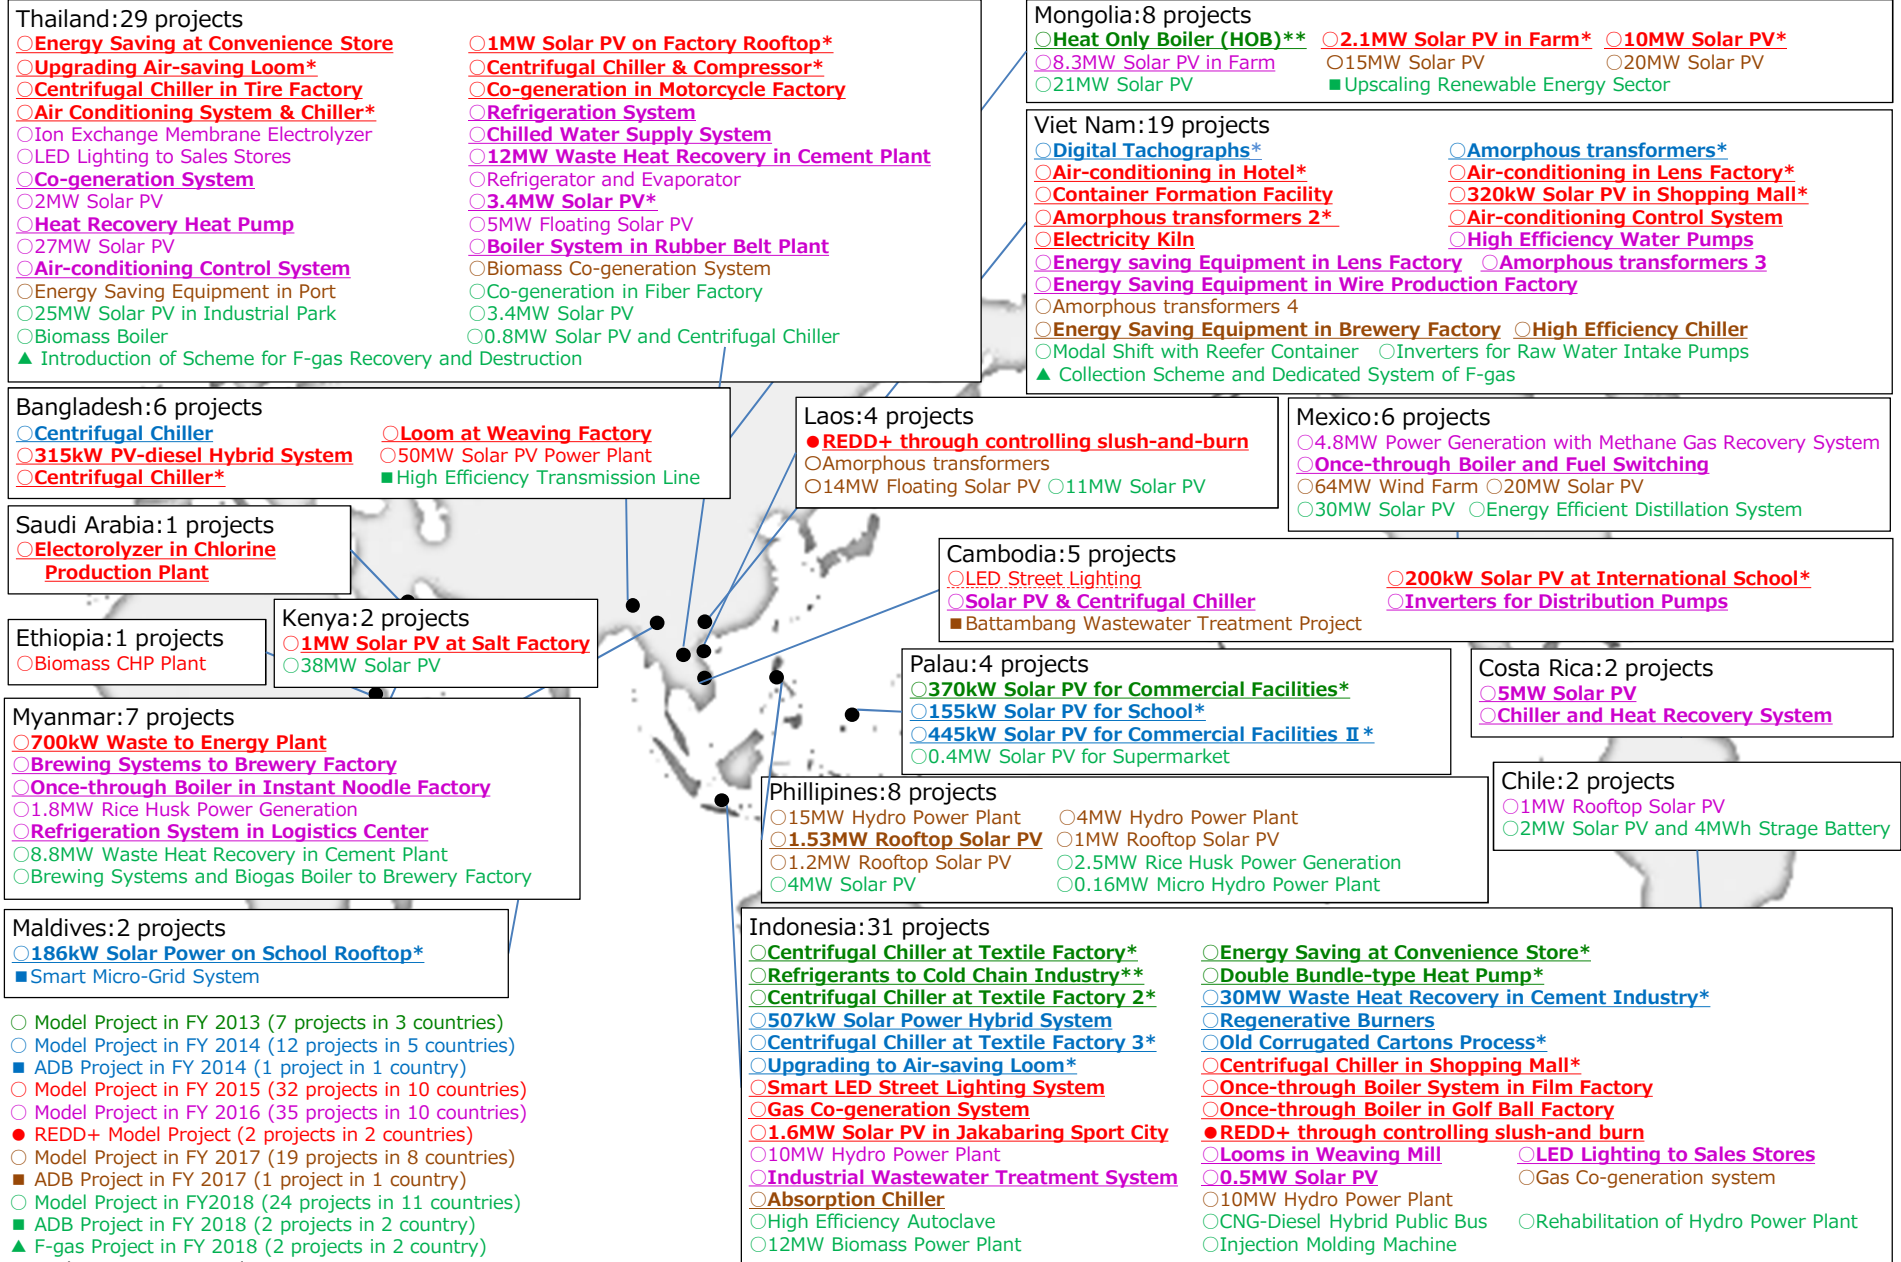 Thailand:29 projects
○Energy Saving at Convenience Store ○1MW Solar PV on Factory Rooftop*
○Upgrading Air-saving Loom* ○Centrifugal Chiller & Compressor*
○Centrifugal Chiller in Tire Factory ○Co-generation in Motorcycle Factory
○Air Conditioning System & Chiller* ○Refrigeration System
○Ion Exchange Membrane Electrolyzer ○Chilled Water Supply System
○LED Lighting to Sales Stores ○12MW Waste Heat Recovery in Cement Plant
○Co-generation System ○Refrigerator and Evaporator
○2MW Solar PV ○3.4MW Solar PV*
○Heat Recovery Heat Pump ○5MW Floating Solar PV
○27MW Solar PV ○Boiler System in Rubber Belt Plant
○Air-conditioning Control System ○Biomass Co-generation System
○Energy Saving Equipment in Port ○Co-generation in Fiber Factory
○25MW Solar PV in Industrial Park ○3.4MW Solar PV
○Biomass Boiler ○0.8MW Solar PV and Centrifugal Chiller
▲ Introduction of Scheme for F-gas Recovery and Destruction
Mongolia:8 projects
○Heat Only Boiler (HOB)** ○2.1MW Solar PV in Farm* ○10MW Solar PV*
○8.3MW Solar PV in Farm ○15MW Solar PV ○20MW Solar PV
○21MW Solar PV ■Upscaling Renewable Energy Sector
Viet Nam:19 projects
○Digital Tachographs* ○Amorphous transformers*
○Air-conditioning in Hotel* ○Air-conditioning in Lens Factory*
○Container Formation Facility ○320kW Solar PV in Shopping Mall*
○Amorphous transformers 2* ○Air-conditioning Control System
○Electricity Kiln ○High Efficiency Water Pumps
○Energy saving Equipment in Lens Factory ○Amorphous transformers 3
○Energy Saving Equipment in Wire Production Factory
○Amorphous transformers 4
○Energy Saving Equipment in Brewery Factory ○High Efficiency Chiller
○Modal Shift with Reefer Container ○Inverters for Raw Water Intake Pumps
▲ Collection Scheme and Dedicated System of F-gas
Bangladesh:6 projects
○Centrifugal Chiller ○Loom at Weaving Factory
○315kW PV-diesel Hybrid System ○50MW Solar PV Power Plant
○Centrifugal Chiller* ■High Efficiency Transmission Line
Laos:4 projects
●REDD+ through controlling slush-and-burn
○Amorphous transformers
○14MW Floating Solar PV ○11MW Solar PV
Mexico:6 projects
○4.8MW Power Generation with Methane Gas Recovery System
○Once-through Boiler and Fuel Switching
○64MW Wind Farm ○20MW Solar PV
○30MW Solar PV ○Energy Efficient Distillation System
Saudi Arabia:1 projects
○Electorolyzer in Chlorine
Production Plant
Cambodia:5 projects
○LED Street Lighting ○200kW Solar PV at International School*
○Solar PV & Centrifugal Chiller ○Inverters for Distribution Pumps
■Battambang Wastewater Treatment Project
Ethiopia:1 projects
○Biomass CHP Plant
Kenya:2 projects
○1MW Solar PV at Salt Factory
○38MW Solar PV
Palau:4 projects
○370kW Solar PV for Commercial Facilities*
○155kW Solar PV for School*
○445kW Solar PV for Commercial Facilities Ⅱ*
○0.4MW Solar PV for Supermarket
Costa Rica:2 projects
○5MW Solar PV
○Chiller and Heat Recovery System
Myanmar:7 projects
○700kW Waste to Energy Plant
○Brewing Systems to Brewery Factory
○Once-through Boiler in Instant Noodle Factory
○1.8MW Rice Husk Power Generation
○Refrigeration System in Logistics Center
○8.8MW Waste Heat Recovery in Cement Plant
○Brewing Systems and Biogas Boiler to Brewery Factory
Phillipines:8 projects
○15MW Hydro Power Plant ○4MW Hydro Power Plant
○1.53MW Rooftop Solar PV ○1MW Rooftop Solar PV
○1.2MW Rooftop Solar PV ○2.5MW Rice Husk Power Generation
○4MW Solar PV ○0.16MW Micro Hydro Power Plant
Chile:2 projects
○1MW Rooftop Solar PV
○2MW Solar PV and 4MWh Strage Battery
Maldives:2 projects
○186kW Solar Power on School Rooftop*
■Smart Micro-Grid System
Indonesia:31 projects
○Centrifugal Chiller at Textile Factory* ○Energy Saving at Convenience Store*
○Refrigerants to Cold Chain Industry** ○Double Bundle-type Heat Pump*
○Centrifugal Chiller at Textile Factory 2* ○30MW Waste Heat Recovery in Cement Industry*
○507kW Solar Power Hybrid System ○Regenerative Burners
○Centrifugal Chiller at Textile Factory 3* ○Old Corrugated Cartons Process*
○Upgrading to Air-saving Loom* ○Centrifugal Chiller in Shopping Mall*
○Smart LED Street Lighting System ○Once-through Boiler System in Film Factory
○Gas Co-generation System ○Once-through Boiler in Golf Ball Factory
○1.6MW Solar PV in Jakabaring Sport City ●REDD+ through controlling slush-and burn
○10MW Hydro Power Plant ○Looms in Weaving Mill ○LED Lighting to Sales Stores
○Industrial Wastewater Treatment System ○0.5MW Solar PV ○Gas Co-generation system
○Absorption Chiller ○10MW Hydro Power Plant
○High Efficiency Autoclave ○CNG-Diesel Hybrid Public Bus ○Rehabilitation of Hydro Power Plant
○12MW Biomass Power Plant ○Injection Molding Machine
○ Model Project in FY 2013 (7 projects in 3 countries)
○ Model Project in FY 2014 (12 projects in 5 countries)
■ ADB Project in FY 2014 (1 project in 1 country)
○ Model Project in FY 2015 (32 projects in 10 countries)
○ Model Project in FY 2016 (35 projects in 10 countries)
● REDD+ Model Project (2 projects in 2 countries)
○ Model Project in FY 2017 (19 projects in 8 countries)
■ ADB Project in FY 2017 (1 project in 1 country)
○ Model Project in FY2018 (24 projects in 11 countries)
■ ADB Project in FY 2018 (2 projects in 2 country)
▲ F-gas Project in FY 2018 (2 projects in 2 country)